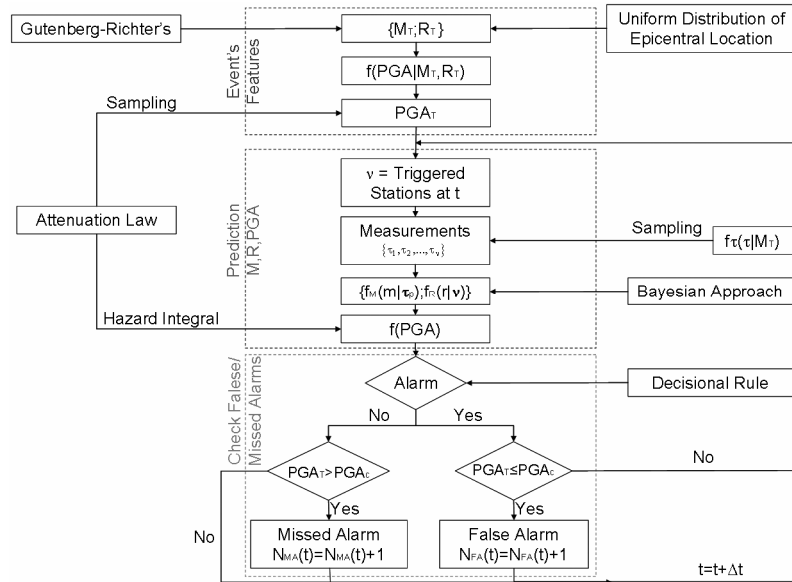 Gutenberg-Richter's
{MT;RT}
Uniform Distribution of
Epicentral Location
f(PGA|MT,RT)
Event's
Features
Sampling
PGAT
ν = Triggered
Stations at t
Attenuation Law
Measurements
{τ1,τ2,...,τν}
Sampling
fτ(τ|MT)
Prediction
M,R,PGA
{fM(m|τp);fR(r|ν)}
Bayesian Approach
Hazard Integral
f(PGA)
Alarm
Decisional Rule
Check Falese/
Missed Alarms
No
Yes
PGAT>PGAc
PGAT≤PGAc
No
Yes
Yes
No
Missed Alarm
NMA(t)=NMA(t)+1
False Alarm
NFA(t)=NFA(t)+1
t=t+Δt